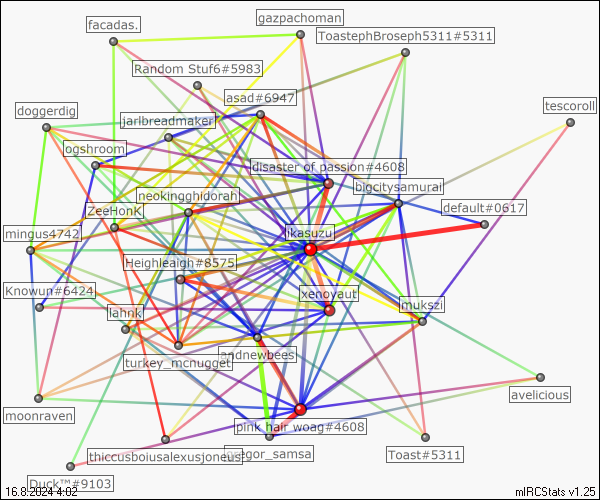 gazpachoman
facadas.
ToastephBroseph5311#5311
Random Stuf6#5983
asad#6947
tescoroll
doggerdig
jarlbreadmaker
ogshroom
disaster of passion#4608
bigcitysamurai
neokingghidorah
default#0617
ZeeHonK
mingus4742
ikasuzu
Heighleaigh#8575
Knowun#6424
xenoyaut
mukszi
lahnk
andnewbees
turkey_mcnugget
avelicious
moonraven
pink hair woag#4608
gregor_samsa
thiccusboiusalexusjoneus
Toast#5311
Duck™#9103
16.8.2024 4:02
mIRCStats v1.25